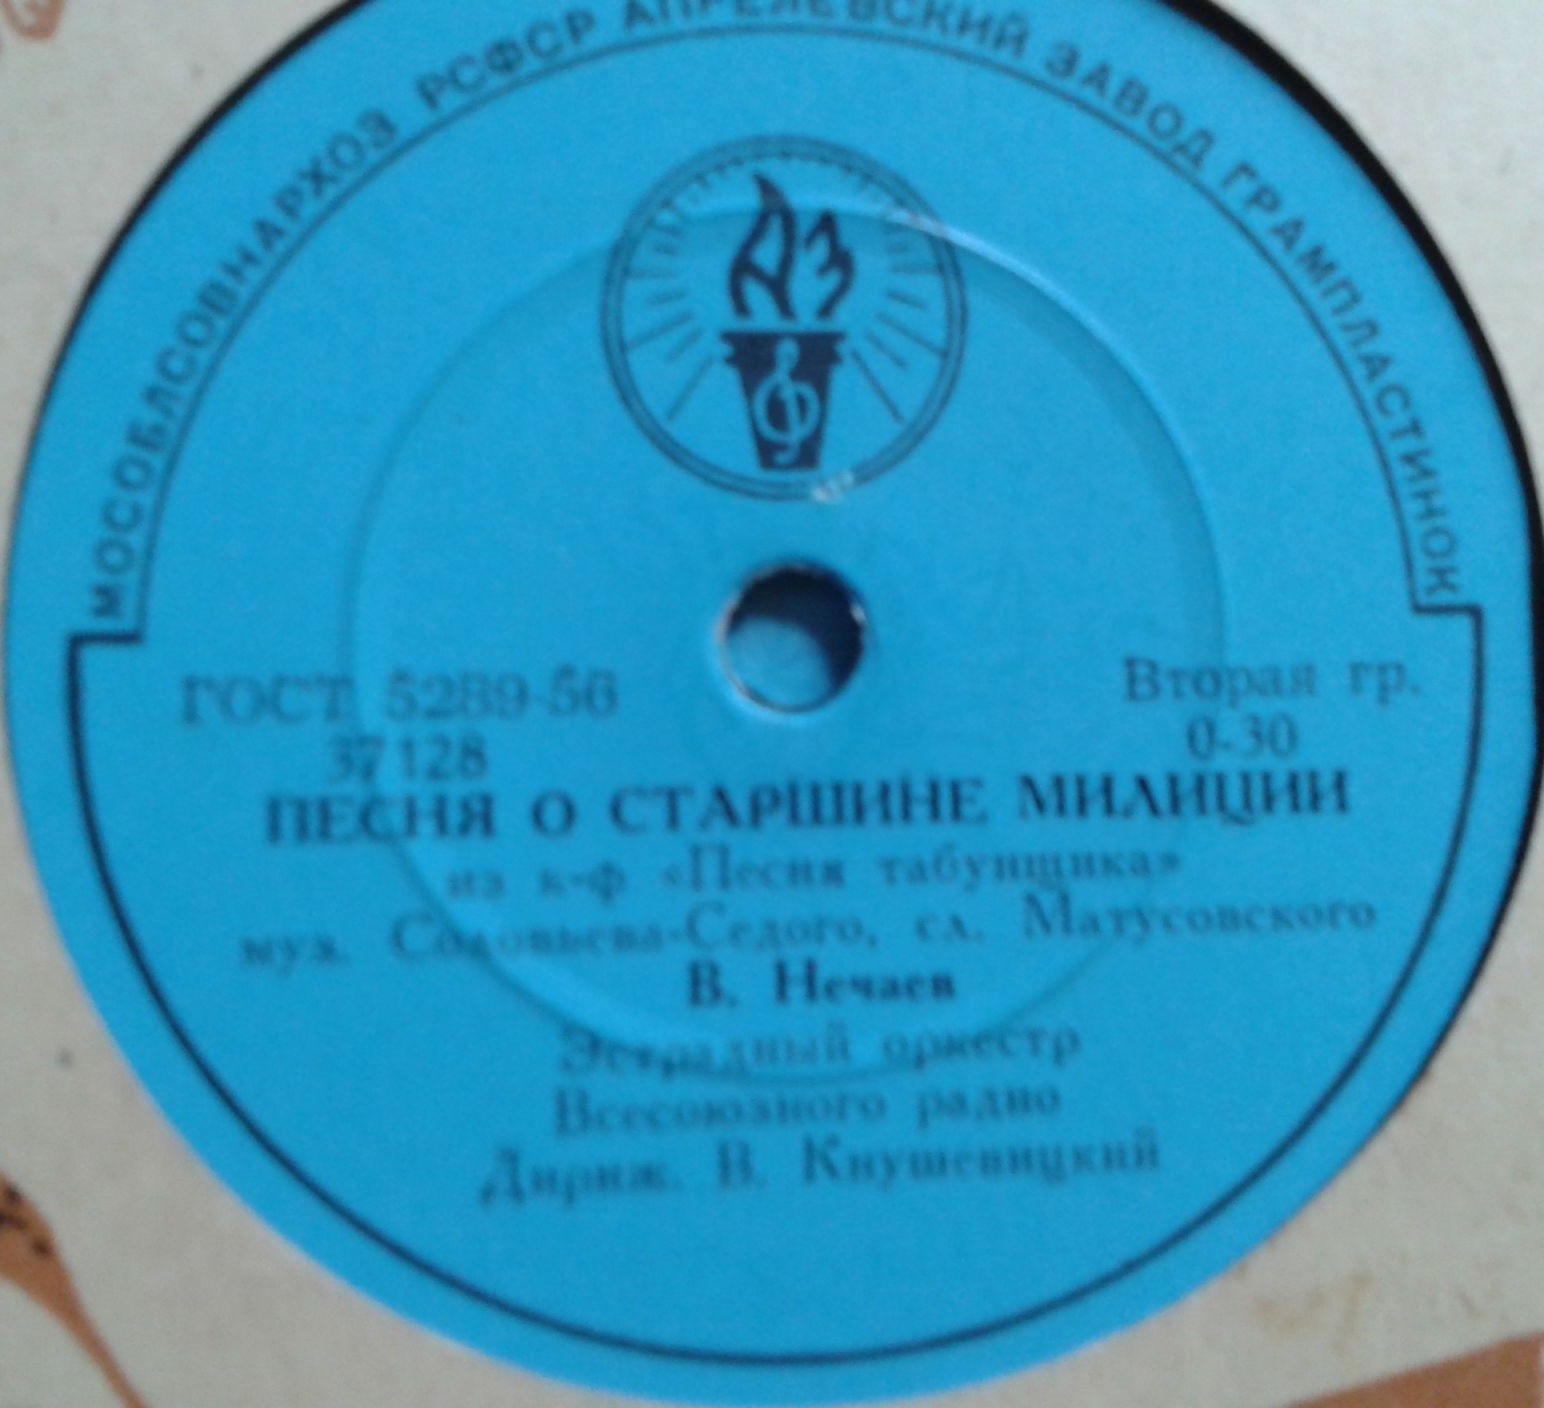 МОСОБЛСОВНАРХОЗ РСФСР АПРЕЛЕВСКИЙ ЗАВОД ГРАМПЛАСТИНОК
АЗ
ГОСТ 5289-56
Вторая гр.
37128
0-30
ПЕСНЯ О СТАРШИНЕ МИЛИЦИИ
из к-ф «Песня табунщика»
муз. Соловьева-Седого, сл. Матусовского
В. Нечаев
Эстрадный оркестр
Всесоюзного радио
Дириж. В. Кнушевицкий